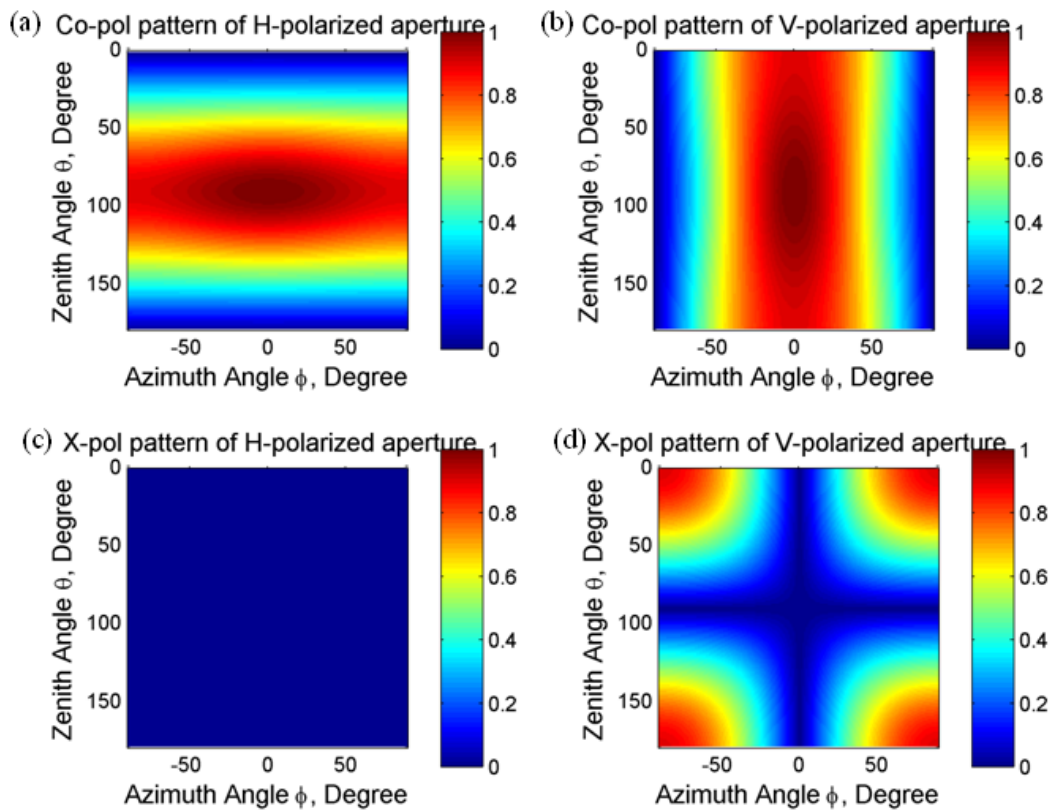 (a) Co-pol pattern of H-polarized aperture
0
50
100
150
Zenith Angle θ, Degree
-50 0 50
Azimuth Angle ϕ, Degree
1
0.8
0.6
0.4
0.2
0
(b) Co-pol pattern of V-polarized aperture
0
50
100
150
Zenith Angle θ, Degree
-50 0 50
Azimuth Angle ϕ, Degree
1
0.8
0.6
0.4
0.2
0
(c) X-pol pattern of H-polarized aperture
0
50
100
150
Zenith Angle θ, Degree
-50 0 50
Azimuth Angle ϕ, Degree
1
0.8
0.6
0.4
0.2
0
(d) X-pol pattern of V-polarized aperture
0
50
100
150
Zenith Angle θ, Degree
-50 0 50
Azimuth Angle ϕ, Degree
1
0.8
0.6
0.4
0.2
0